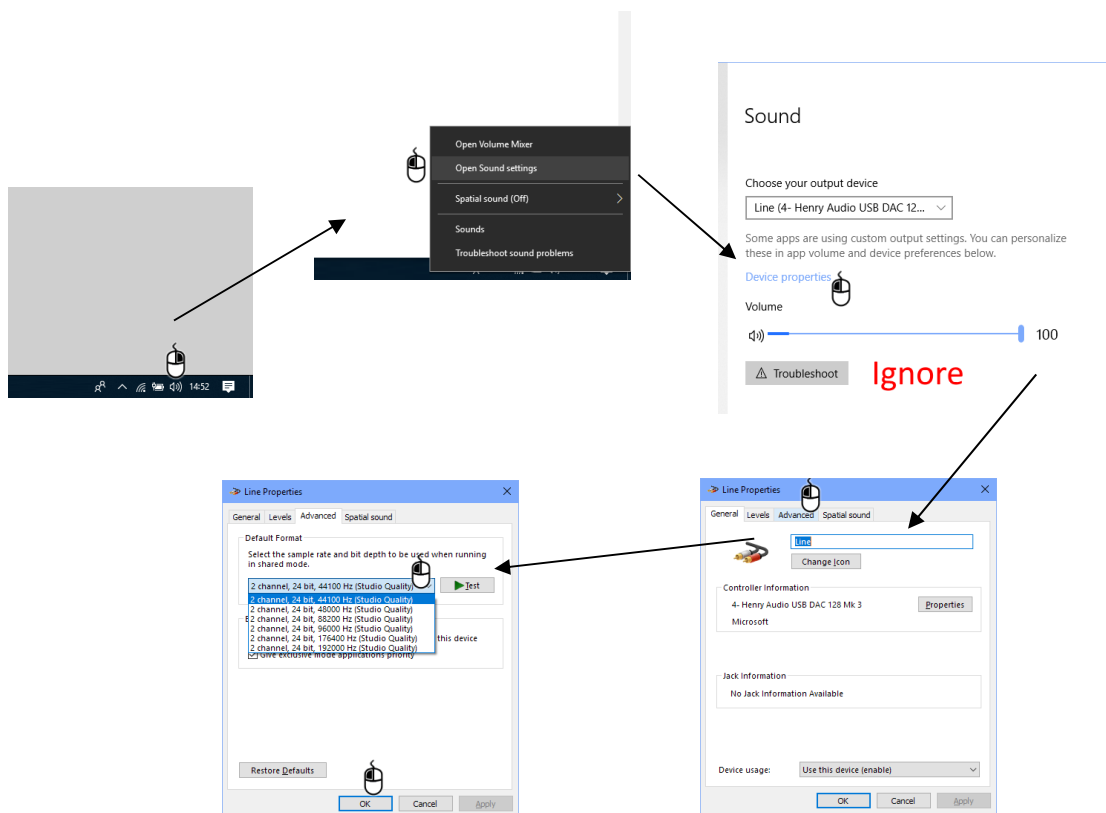 14:52
Open Volume Mixer
Open Sound settings
Spatial sound (Off)
Sounds
Troubleshoot sound problems
Sound
Choose your output device
Line (4- Henry Audio USB DAC 12...
Some apps are using custom output settings. You can personalize
these in app volume and device preferences below.
Device properties
Volume
100
Troubleshoot
Ignore
Line Properties
General Levels Advanced Spatial sound
Line
Change Icon
Controller Information
4- Henry Audio USB DAC 128 Mk 3
Properties
Microsoft
Jack Information
No Jack Information Available
Device usage:
Use this device (enable)
OK Cancel Apply
Line Properties
General Levels Advanced Spatial sound
Default Format
Select the sample rate and bit depth to be used when running
in shared mode.
2 channel, 24 bit, 44100 Hz (Studio Quality)
Test
2 channel, 24 bit, 44100 Hz (Studio Quality)
2 channel, 24 bit, 48000 Hz (Studio Quality)
2 channel, 24 bit, 88200 Hz (Studio Quality)
2 channel, 24 bit, 96000 Hz (Studio Quality)
2 channel, 24 bit, 176400 Hz (Studio Quality)
this device
2 channel, 24 bit, 192000 Hz (Studio Quality)
Give exclusive mode applications priority
Restore Defaults
OK Cancel Apply